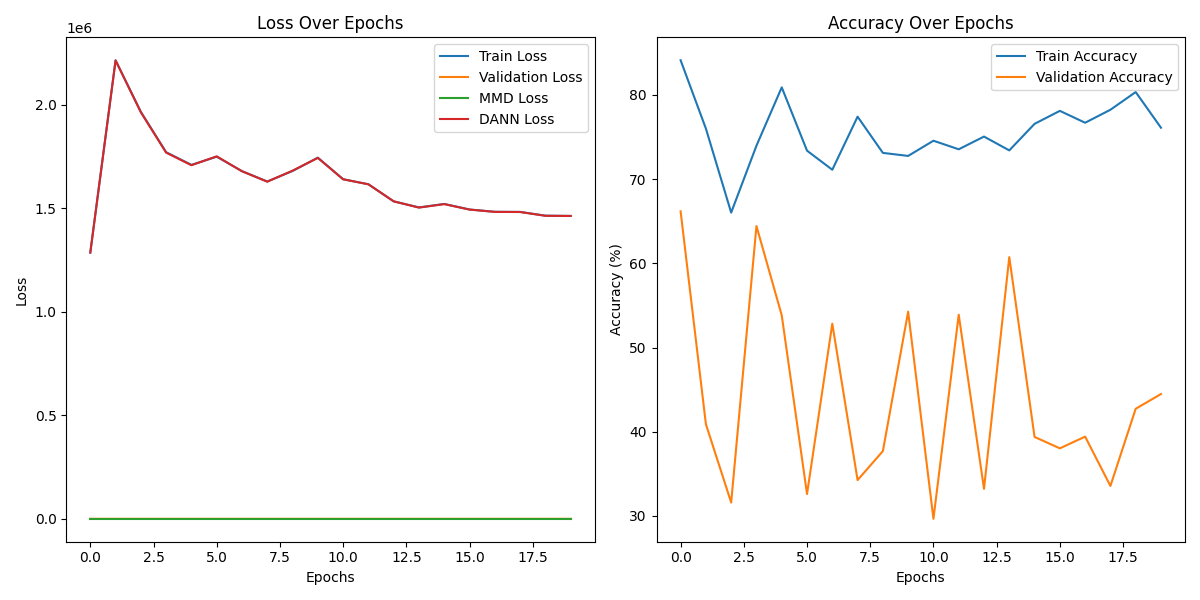 Loss Over Epochs
1e6
Train Loss
Validation Loss
MMD Loss
DANN Loss
2.0
1.5
1.0
0.5
0.0
Loss
0.0 2.5 5.0 7.5 10.0 12.5 15.0 17.5
Epochs
Accuracy Over Epochs
Train Accuracy
Validation Accuracy
80
70
60
50
40
30
Accuracy (%)
0.0 2.5 5.0 7.5 10.0 12.5 15.0 17.5
Epochs